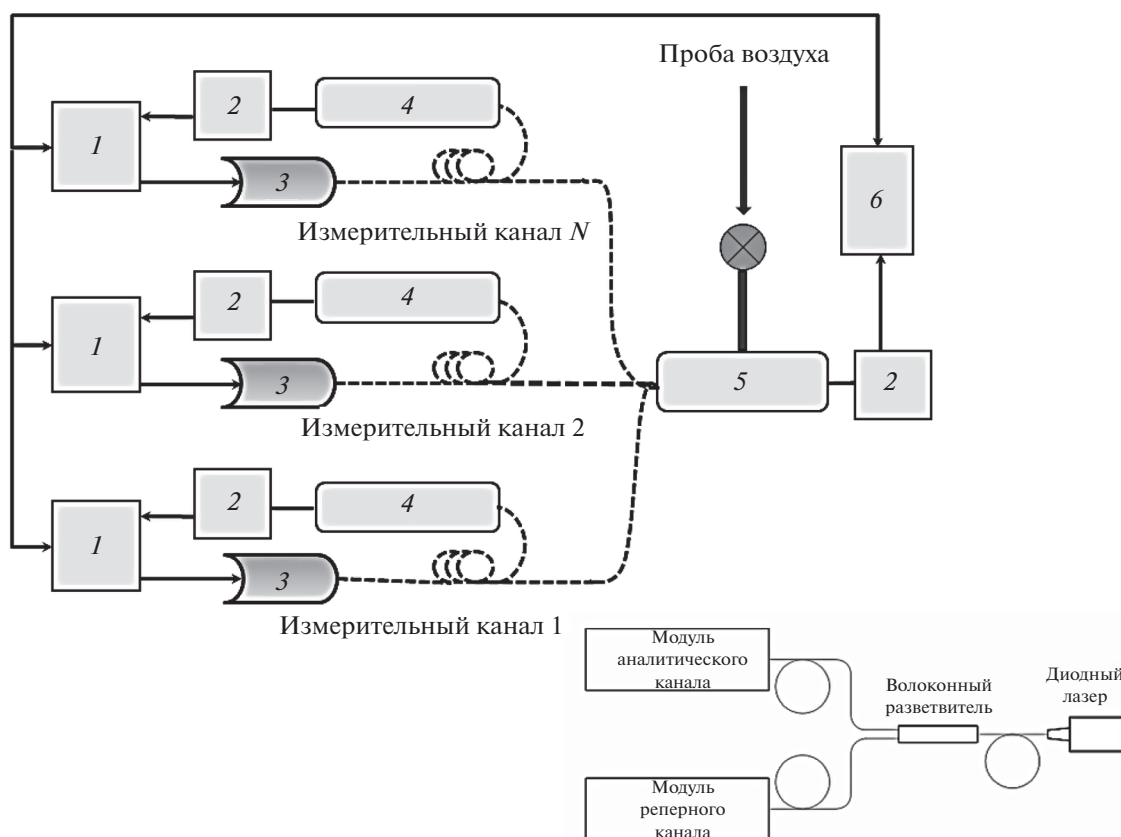 Проба воздуха
2
4
1
3
6
Измерительный канал N
2
4
1
3
5
2
Измерительный канал 2
2
4
1
3
Измерительный канал 1
Модуль
аналитического
канала
Волоконный
разветвитель
Диодный
лазер
Модуль
реперного
канала